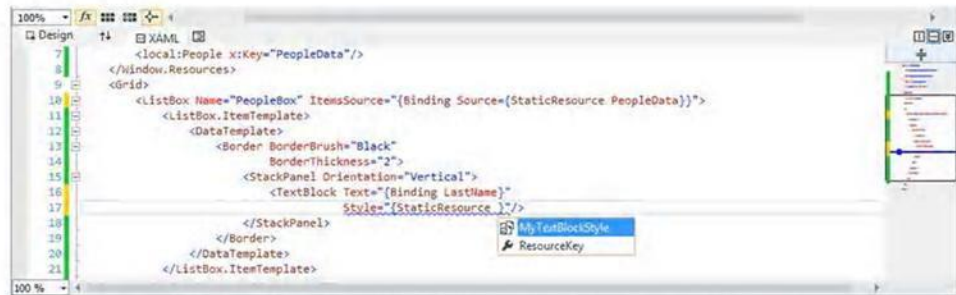 100%
fx
Design
XAML
7 <local:People x:Key="PeopleData"/>
8 </Window.Resources>
9 <Grid>
10 <ListBox Name="PeopleBox" ItemsSource="{Binding Source={StaticResource PeopleData}}">
11 <ListBox.ItemTemplate>
12 <DataTemplate>
13 <Border BorderBrush="Black"
14 BorderThickness="2">
15 <StackPanel Orientation="Vertical">
16 <TextBlock Text="{Binding LastName}"
17 Style="{StaticResource }"/>
18 </StackPanel>
MyTextBlockStyle
19 </Border>
ResourceKey
20 </DataTemplate>
21 </ListBox.ItemTemplate>
100 %